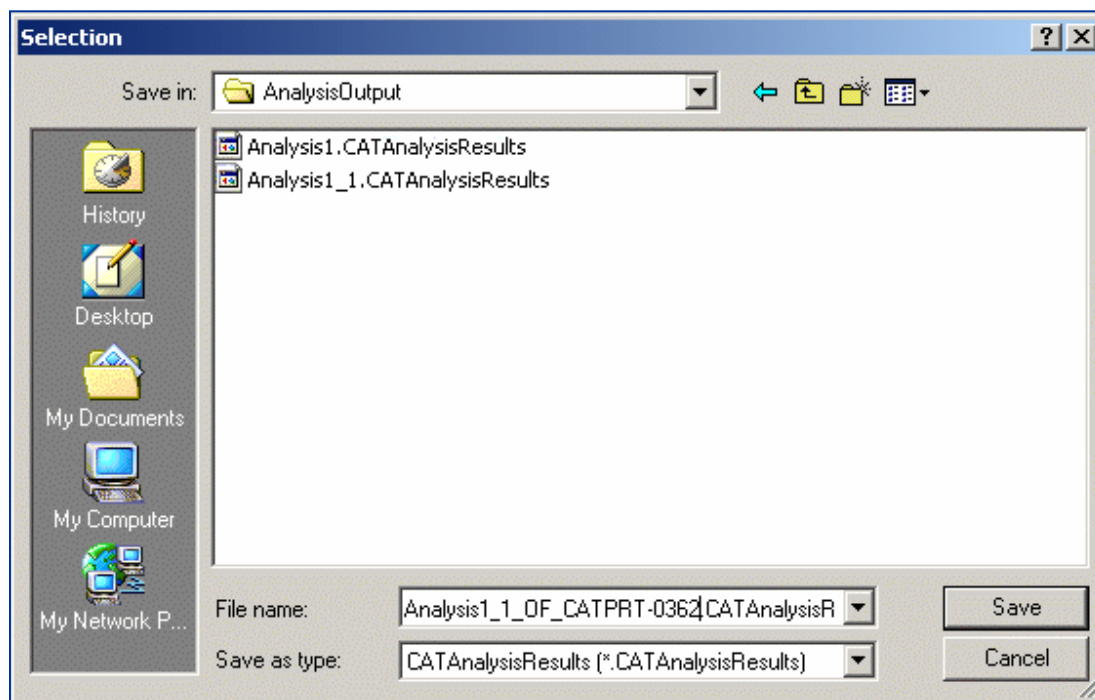 Selection
Save in: AnalysisOutput
Analysis1.CATAnalysisResults
Analysis1_1.CATAnalysisResults
History
Desktop
My Documents
My Computer
My Network P...
File name: Analysis1_1_OF_CATPRT-0362.CATAnalysisR Save
Save as type: CATAnalysisResults (*.CATAnalysisResults) Cancel